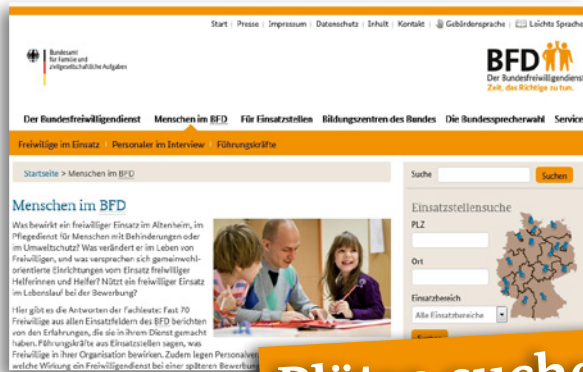 Start | Presse | Impressum | Datenschutz | Inhalt | Kontakt | Gebärdensprache | Leichte Sprache
Bundesamt
für Familie und
zivilgesellschaftliche Aufgaben
BFD
Der Bundesfreiwilligendienst
Zeit, das Richtige zu tun.
Der Bundesfreiwilligendienst Menschen im BFD Für Einsatzstellen Bildungszentren des Bundes Die Bundessprecherwahl Service
Freiwillige im Einsatz | Personaler im Interview | Führungskräfte
Startseite > Menschen im BFD
Suche
Suchen
Menschen im BFD
Was bewirkt ein freiwilliger Einsatz im Altenheim, im
Pflegedienst für Menschen mit Behinderungen oder
im Umweltschutz? Was verändert er im Leben von
Freiwilligen, und was versprechen sich gemeinwohl-
orientierte Einrichtungen vom Einsatz freiwilliger
Helferinnen und Helfer? Nützt ein freiwilliger Einsatz
im Lebenslauf bei der Bewerbung?
Hier gibt es die Antworten der Fachleute: Fast 70
Freiwillige aus allen Einsatzfeldern des BFD berichten
von den Erfahrungen, die sie in ihrem Dienst gemacht
haben. Führungskräfte aus Einsatzstellen sagen, was
Freiwillige in ihrer Organisation bewirken. Zudem legen
welche Wirkung ein Freiwilligendienst bei einer späteren Bewerbung
Einsatzstellensuche
PLZ
Ort
Einsatzbereich
Alle Einsatzbereiche